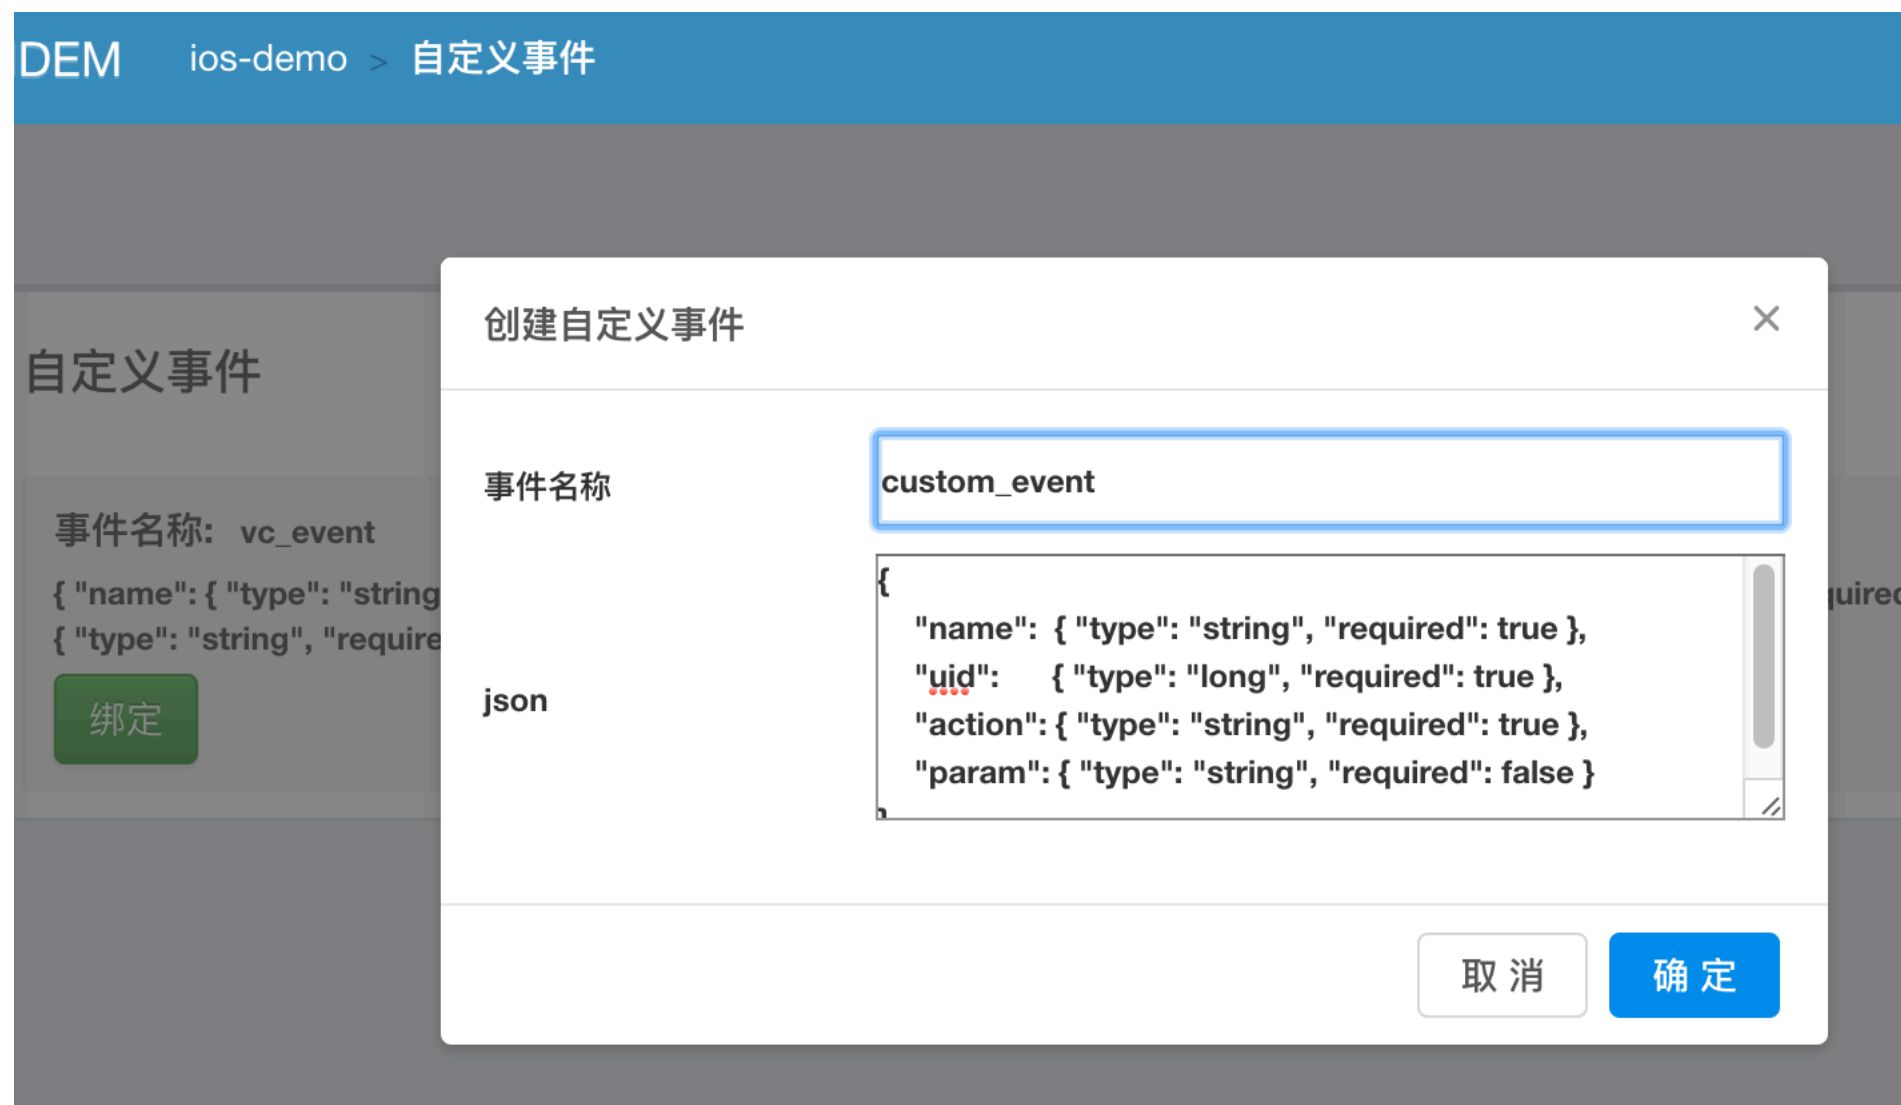 DEM ios-demo > 自定义事件
自定义事件
事件名称: vc_event
{ "name": { "type": "string
{ "type": "string", "require
绑定
创建自定义事件
事件名称
custom_event
json
{
"name": { "type": "string", "required": true },
"uid": { "type": "long", "required": true },
"action": { "type": "string", "required": true },
"param": { "type": "string", "required": false }
}
取 消
确 定